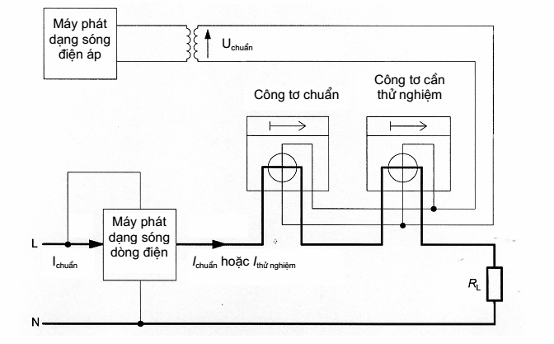 Máy phát
dạng sóng
điện áp
Uchuẩn
Công tơ chuẩn
Công tơ cần
thử nghiệm
L
Ichuẩn
Máy phát
dạng sóng
dòng điện
Ichuẩn hoặc Ithử nghiệm
RL
N